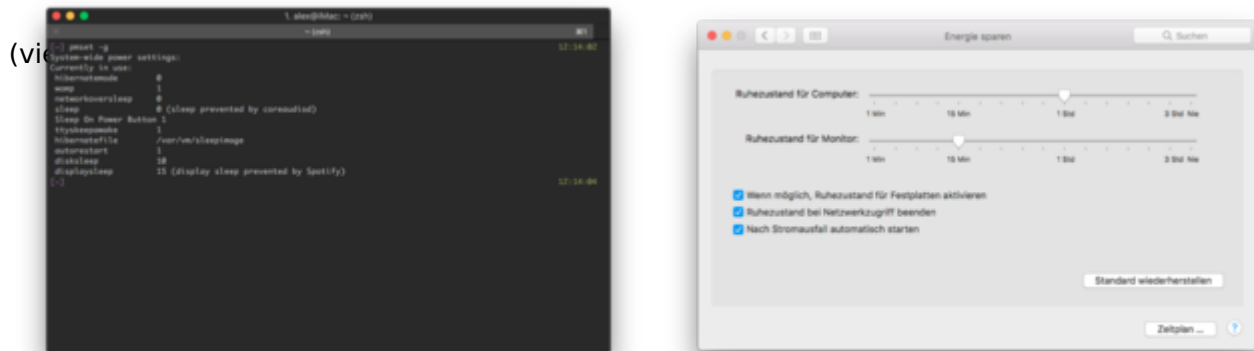 1. alex@iMac: ~ (zsh)
~ (zsh)
⌘1
(vie
[~] pmset -g 12:14:02
System-wide power settings:
Currently in use:
hibernatemode 0
womp 1
networkoversleep 0
sleep 0 (sleep prevented by coreaudiod)
Sleep On Power Button 1
ttyskeepawake 1
hibernatefile /var/vm/sleepimage
autorestart 1
disksleep 10
displaysleep 15 (display sleep prevented by Spotify)
[~] 12:14:04
Energie sparen
Suchen
Ruhezustand für Computer:
1 Min 15 Min 1 Std 3 Std Nie
Ruhezustand für Monitor:
1 Min 15 Min 1 Std 3 Std Nie
Wenn möglich, Ruhezustand für Festplatten aktivieren
Ruhezustand bei Netzwerkzugriff beenden
Nach Stromausfall automatisch starten
Standard wiederherstellen
Zeitplan ...
?